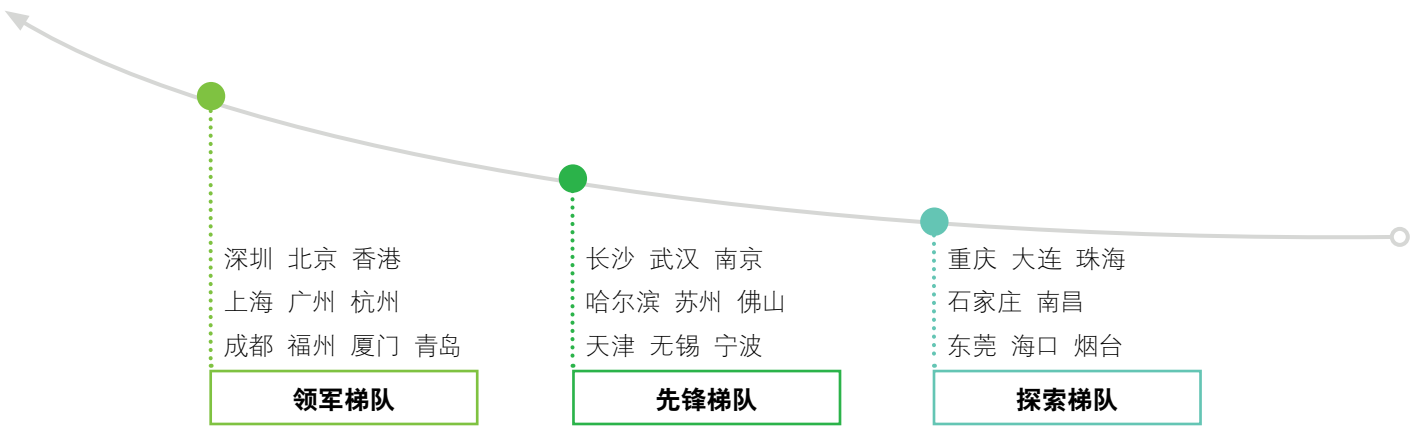 深圳 北京 香港
上海 广州 杭州
成都 福州 厦门 青岛
领军梯队
长沙 武汉 南京
哈尔滨 苏州 佛山
天津 无锡 宁波
先锋梯队
重庆 大连 珠海
石家庄 南昌
东莞 海口 烟台
探索梯队